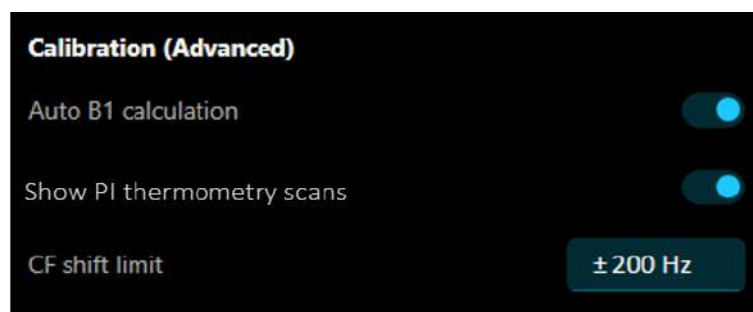 Calibration (Advanced)
Auto B1 calculation
Show PI thermometry scans
CF shift limit ± 200 Hz